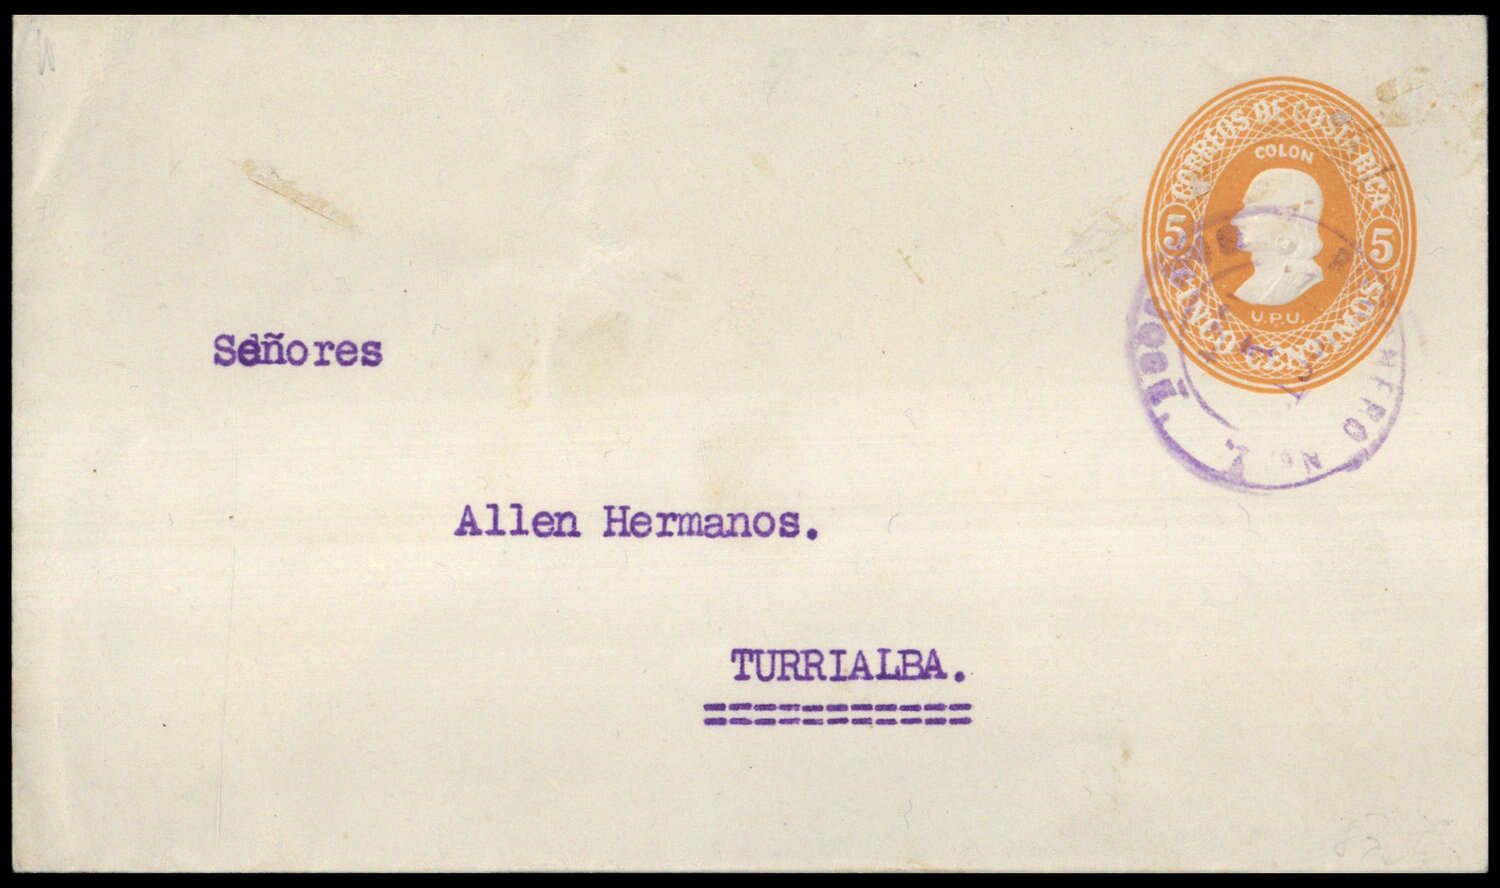 CORREOS DE COSTA RICA
COLON
5 5
U.P.U.
CINCO CENTIMOS
Señores
Allen Hermanos.
TURRIALBA.
===========